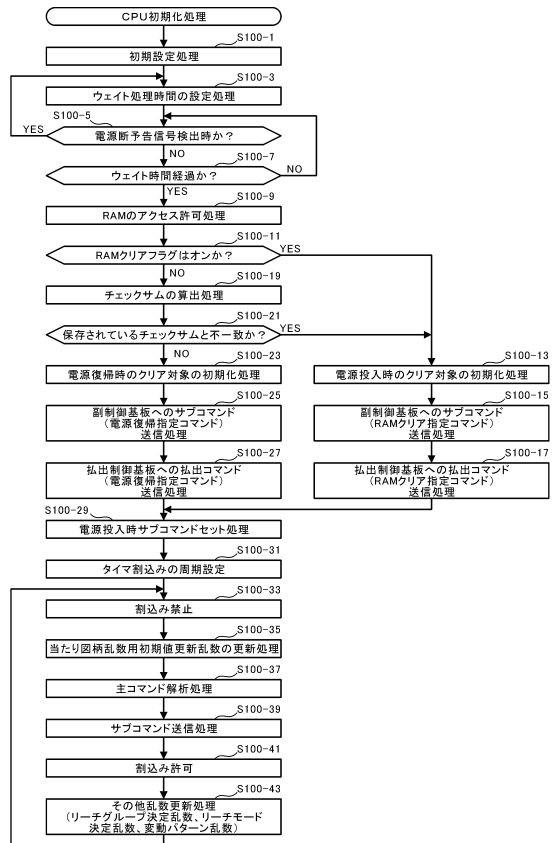 CPU初期化処理
S100-1
初期設定処理
S100-3
ウェイト処理時間の設定処理
S100-5
YES
電源断予告信号検出時か？
NO
S100-7
ウェイト時間経過か？
NO
YES
S100-9
RAMのアクセス許可処理
S100-11
RAMクリアフラグはオンか？
YES
NO
S100-19
チェックサムの算出処理
S100-21
保存されているチェックサムと不一致か？
YES
NO
S100-23
電源復帰時のクリア対象の初期化処理
S100-13
電源投入時のクリア対象の初期化処理
S100-25
副制御基板へのサブコマンド
（電源復帰指定コマンド）
送信処理
S100-15
副制御基板へのサブコマンド
（RAMクリア指定コマンド）
送信処理
S100-27
払出制御基板への払出コマンド
（電源復帰指定コマンド）
送信処理
S100-17
払出制御基板への払出コマンド
（RAMクリア指定コマンド）
送信処理
S100-29
電源投入時サブコマンドセット処理
S100-31
タイマ割込みの周期設定
S100-33
割込み禁止
S100-35
当たり図柄乱数用初期値更新乱数の更新処理
S100-37
主コマンド解析処理
S100-39
サブコマンド送信処理
S100-41
割込み許可
S100-43
その他乱数更新処理
（リーチグループ決定乱数、リーチモード
決定乱数、変動パターン乱数）